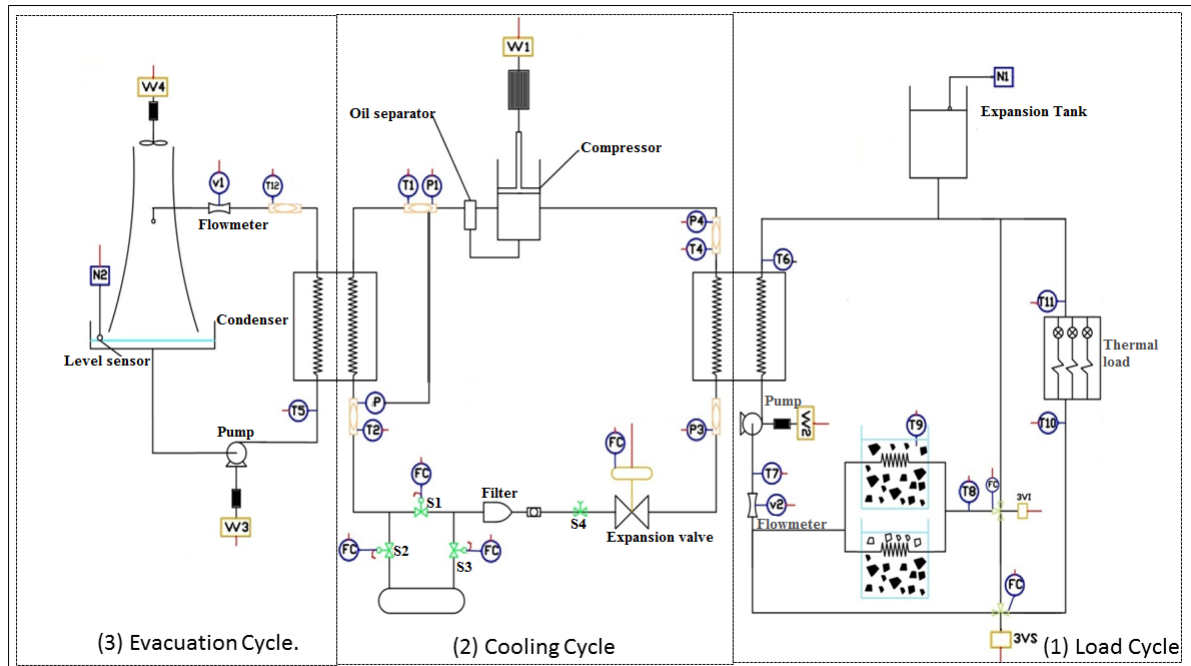 W4
W1
N1
Expansion Tank
Oil separator
Compressor
v1
T12
T1
P1
Flowmeter
P4
T4
T6
N2
Condenser
Level sensor
T11
Thermal
load
P
T2
T5
P3
Pump
W2
T9
T10
Pump
FC
FC
T7
T8
FC
3VI
S1
Filter
S4
v2
Flowmeter
Expansion valve
W3
FC
S2
S3
FC
FC
3VS
(3) Evacuation Cycle.
(2) Cooling Cycle
(1) Load Cycle